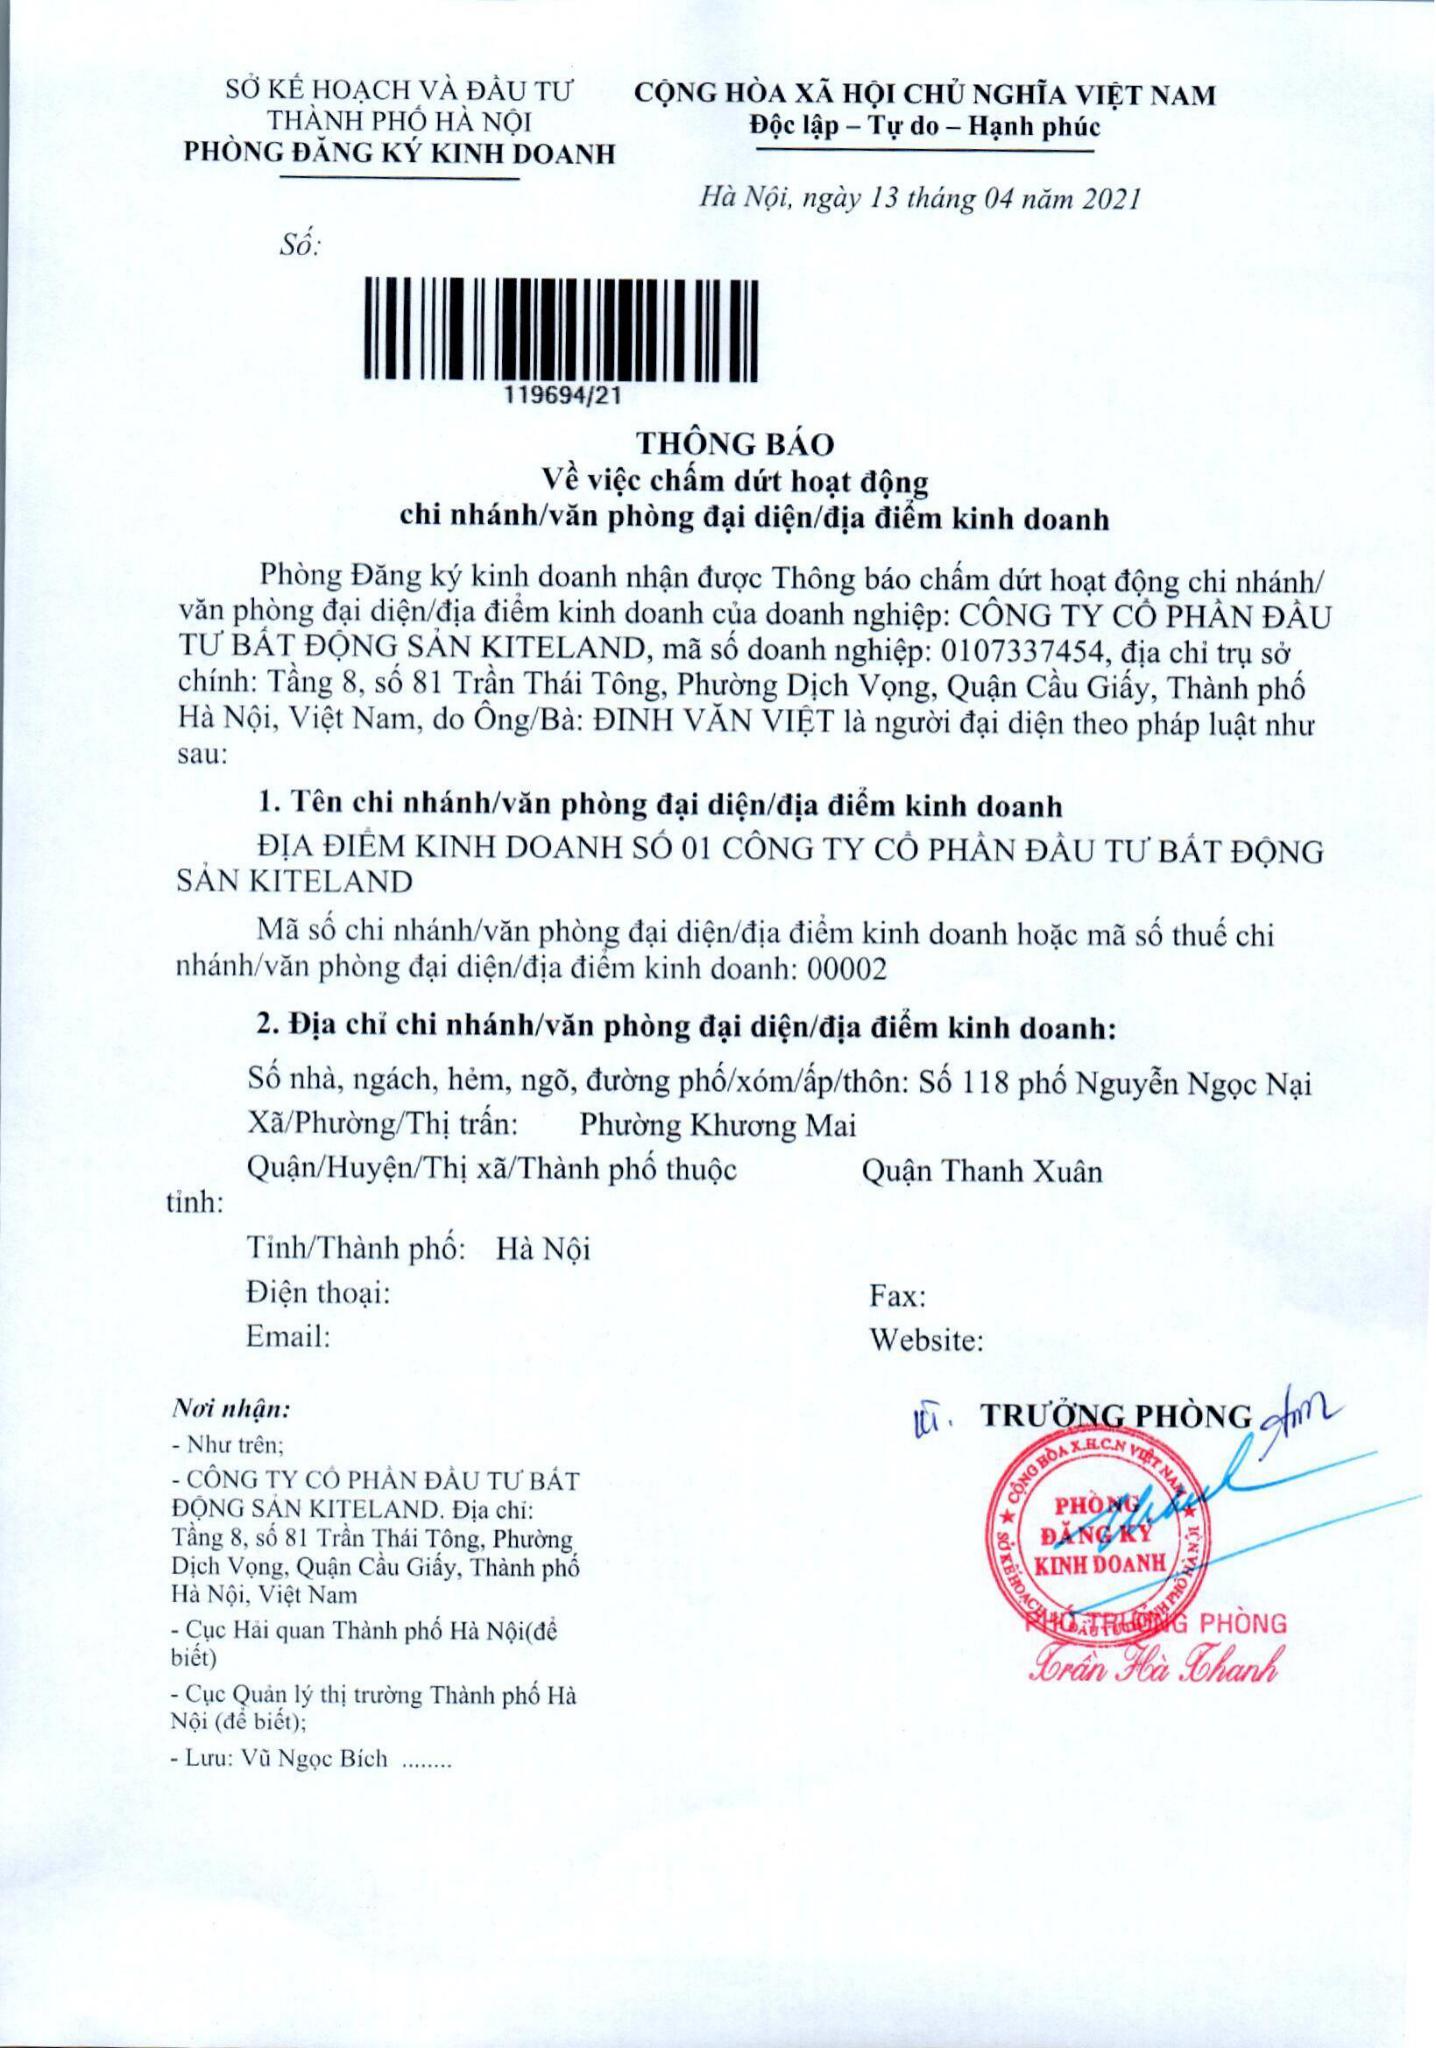 SỞ KẾ HOẠCH VÀ ĐẦU TƯ
THÀNH PHỐ HÀ NỘI
PHÒNG ĐĂNG KÝ KINH DOANH
CỘNG HÒA XÃ HỘI CHỦ NGHĨA VIỆT NAM
Độc lập – Tự do – Hạnh phúc
Hà Nội, ngày 13 tháng 04 năm 2021
Số:
119694/21
THÔNG BÁO
Về việc chấm dứt hoạt động
chi nhánh/văn phòng đại diện/địa điểm kinh doanh
Phòng Đăng ký kinh doanh nhận được Thông báo chấm dứt hoạt động chi nhánh/
văn phòng đại diện/địa điểm kinh doanh của doanh nghiệp: CÔNG TY CỔ PHẦN ĐẦU
TƯ BẤT ĐỘNG SẢN KITELAND, mã số doanh nghiệp: 0107337454, địa chỉ trụ sở
chính: Tầng 8, số 81 Trần Thái Tông, Phường Dịch Vọng, Quận Cầu Giấy, Thành phố
Hà Nội, Việt Nam, do Ông/Bà: ĐINH VĂN VIỆT là người đại diện theo pháp luật như
sau:
1. Tên chi nhánh/văn phòng đại diện/địa điểm kinh doanh
ĐỊA ĐIỂM KINH DOANH SỐ 01 CÔNG TY CỔ PHẦN ĐẦU TƯ BẤT ĐỘNG
SẢN KITELAND
Mã số chi nhánh/văn phòng đại diện/địa điểm kinh doanh hoặc mã số thuế chi
nhánh/văn phòng đại diện/địa điểm kinh doanh: 00002
2. Địa chỉ chi nhánh/văn phòng đại diện/địa điểm kinh doanh:
Số nhà, ngách, hẻm, ngõ, đường phố/xóm/ấp/thôn: Số 118 phố Nguyễn Ngọc Nại
Xã/Phường/Thị trấn: Phường Khương Mai
Quận/Huyện/Thị xã/Thành phố thuộc Quận Thanh Xuân
tỉnh:
Tỉnh/Thành phố: Hà Nội
Điện thoại: Fax:
Email: Website:
Nơi nhận:
- Như trên;
- CÔNG TY CỔ PHẦN ĐẦU TƯ BẤT
ĐỘNG SẢN KITELAND. Địa chỉ:
Tầng 8, số 81 Trần Thái Tông, Phường
Dịch Vọng, Quận Cầu Giấy, Thành phố
Hà Nội, Việt Nam
- Cục Hải quan Thành phố Hà Nội(để
biết)
- Cục Quản lý thị trường Thành phố Hà
Nội (để biết);
- Lưu: Vũ Ngọc Bích ........
TRƯỞNG PHÒNG
CỘNG HÒA X.H.C.N VIỆT NAM
PHÒNG
ĐĂNG KÝ
KINH DOANH
SỞ KẾ HOẠCH VÀ ĐẦU TƯ THÀNH PHỐ HÀ NỘI
PHÓ TRƯỞNG PHÒNG
Trần Hà Thanh